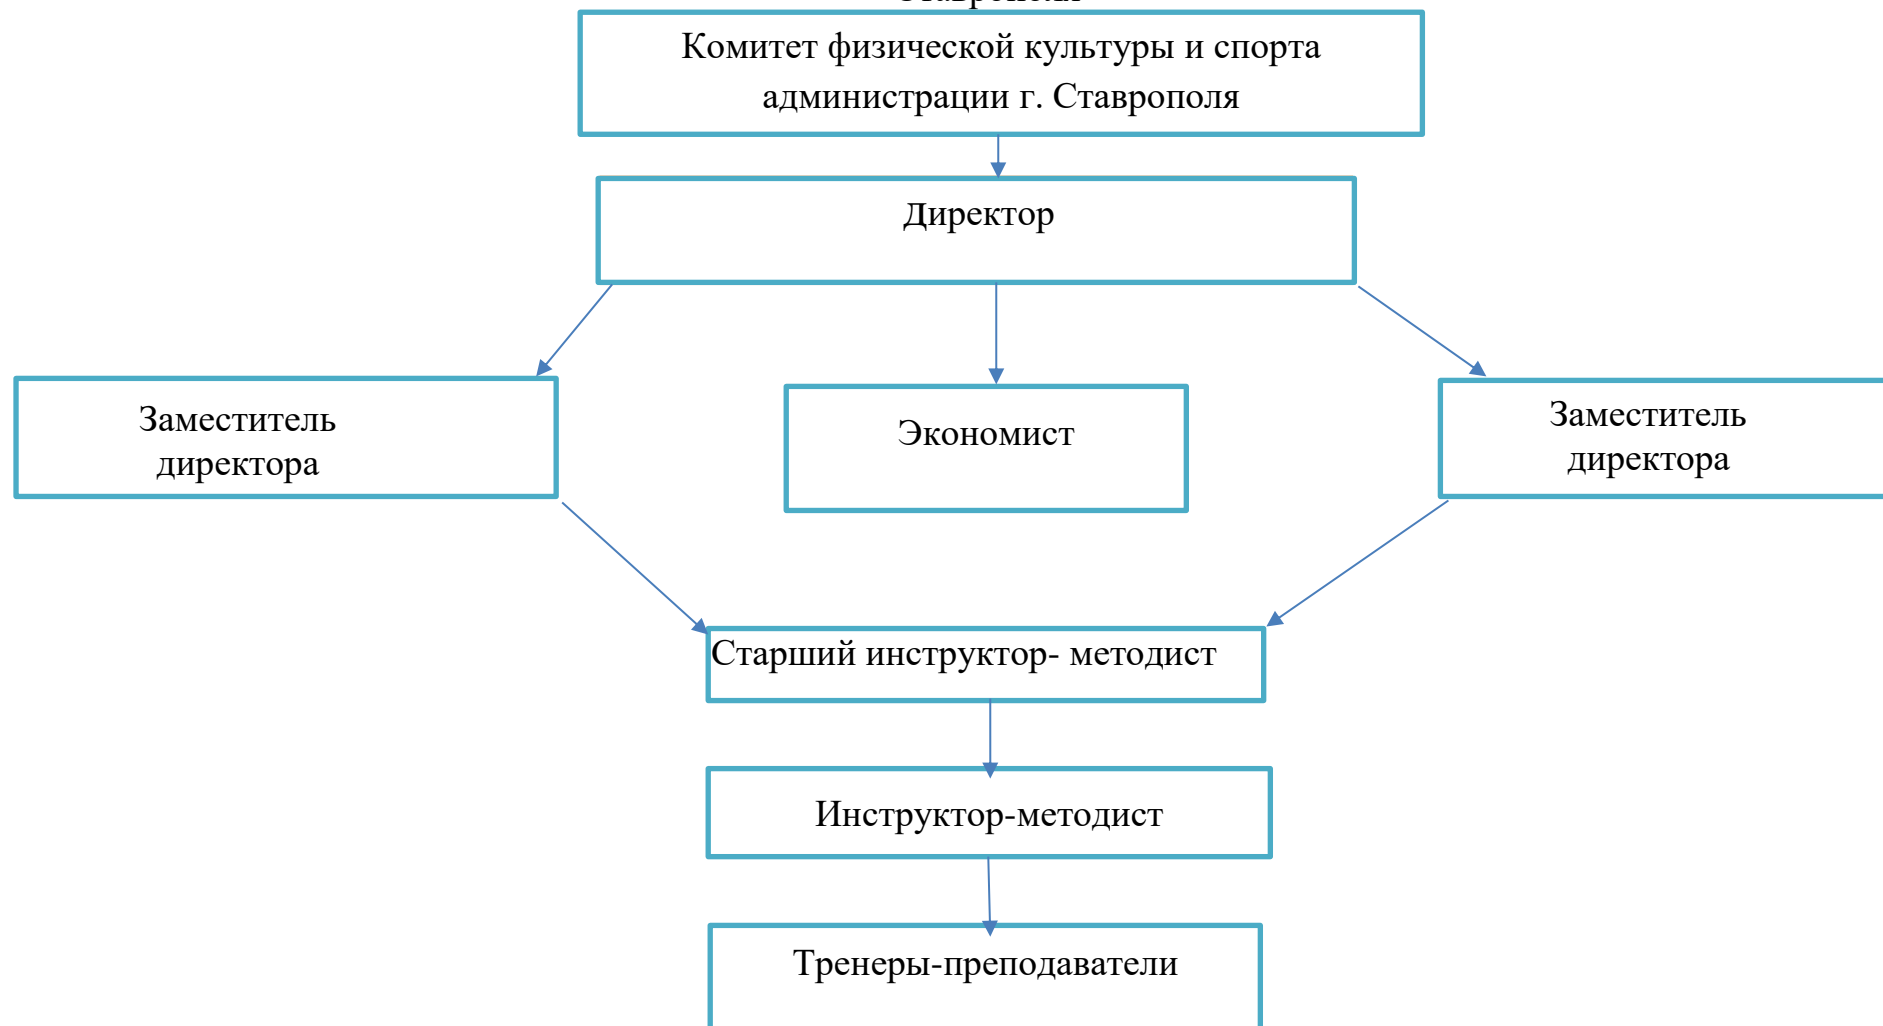 Комитет физической культуры и спорта
администрации г. Ставрополя
Директор
Заместитель
директора
Экономист
Заместитель
директора
Старший инструктор- методист
Инструктор-методист
Тренеры-преподаватели